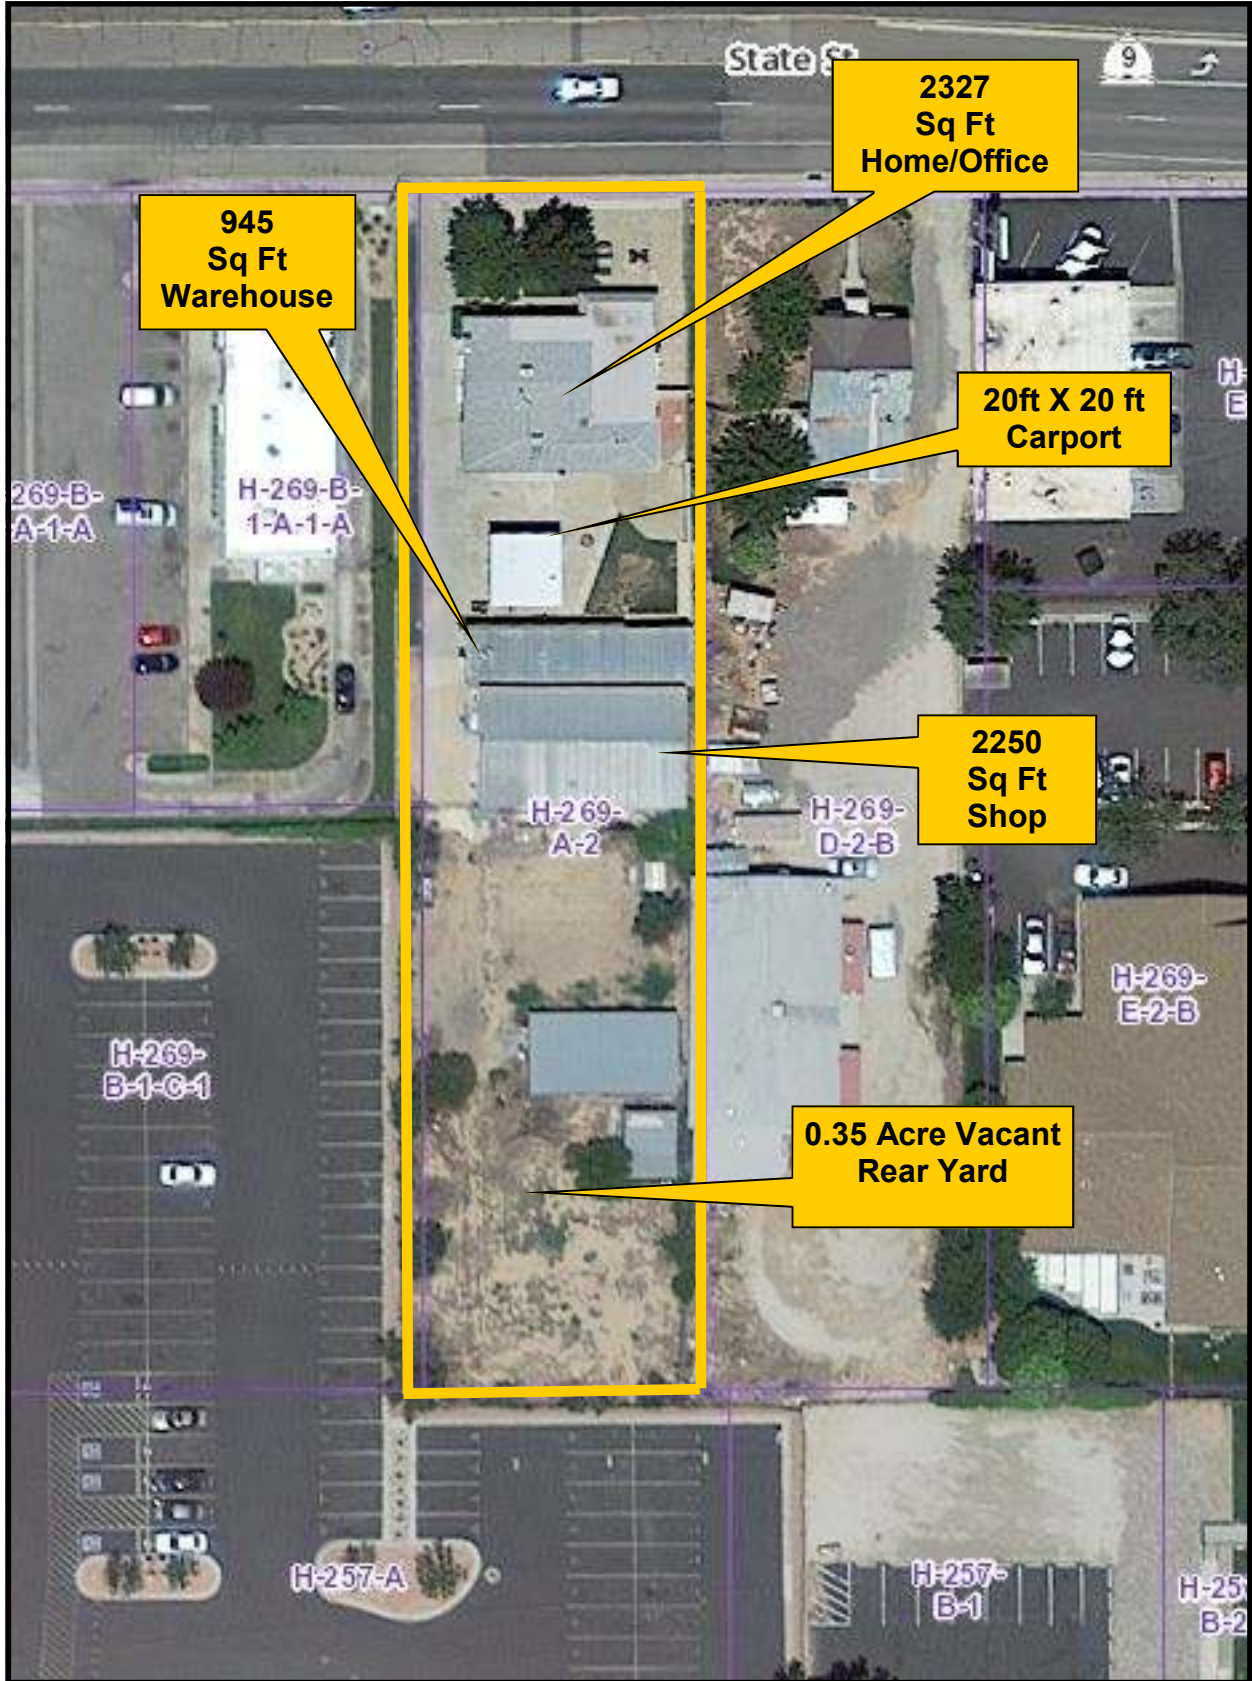 State St
9
2327
Sq Ft
Home/Office
945
Sq Ft
Warehouse
20ft X 20 ft
Carport
269-B-
A-1-A
H-269-B-
1-A-1-A
H-
E
2250
Sq Ft
Shop
H-269-
A-2
H-269-
D-2-B
H-269-
E-2-B
H-269-
B-1-C-1
0.35 Acre Vacant
Rear Yard
H-257-A
H-257-
B-1
H-25
B-2